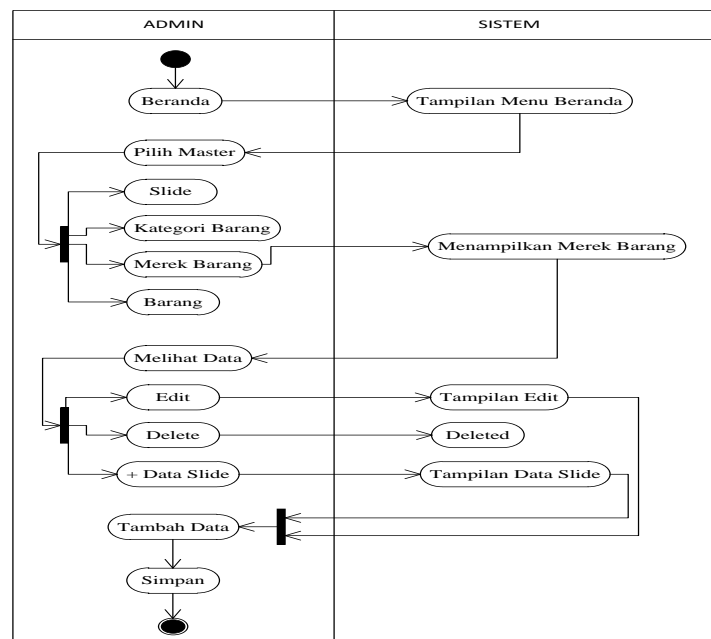 ADMIN
SISTEM
Beranda
Tampilan Menu Beranda
Pilih Master
Slide
Kategori Barang
Merek Barang
Menampilkan Merek Barang
Barang
Melihat Data
Edit
Tampilan Edit
Delete
Deleted
+ Data Slide
Tampilan Data Slide
Tambah Data
Simpan